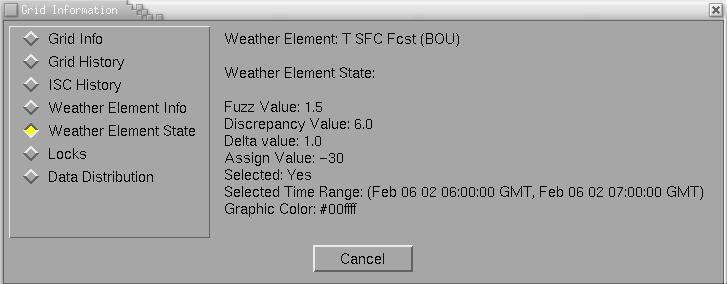 Grid Information
Grid Info
Grid History
ISC History
Weather Element Info
Weather Element State
Locks
Data Distribution
Weather Element: T SFC Fcst (BOU)
Weather Element State:
Fuzz Value: 1.5
Discrepancy Value: 6.0
Delta value: 1.0
Assign Value: -30
Selected: Yes
Selected Time Range: (Feb 06 02 06:00:00 GMT, Feb 06 02 07:00:00 GMT)
Graphic Color: #00ffff
Cancel